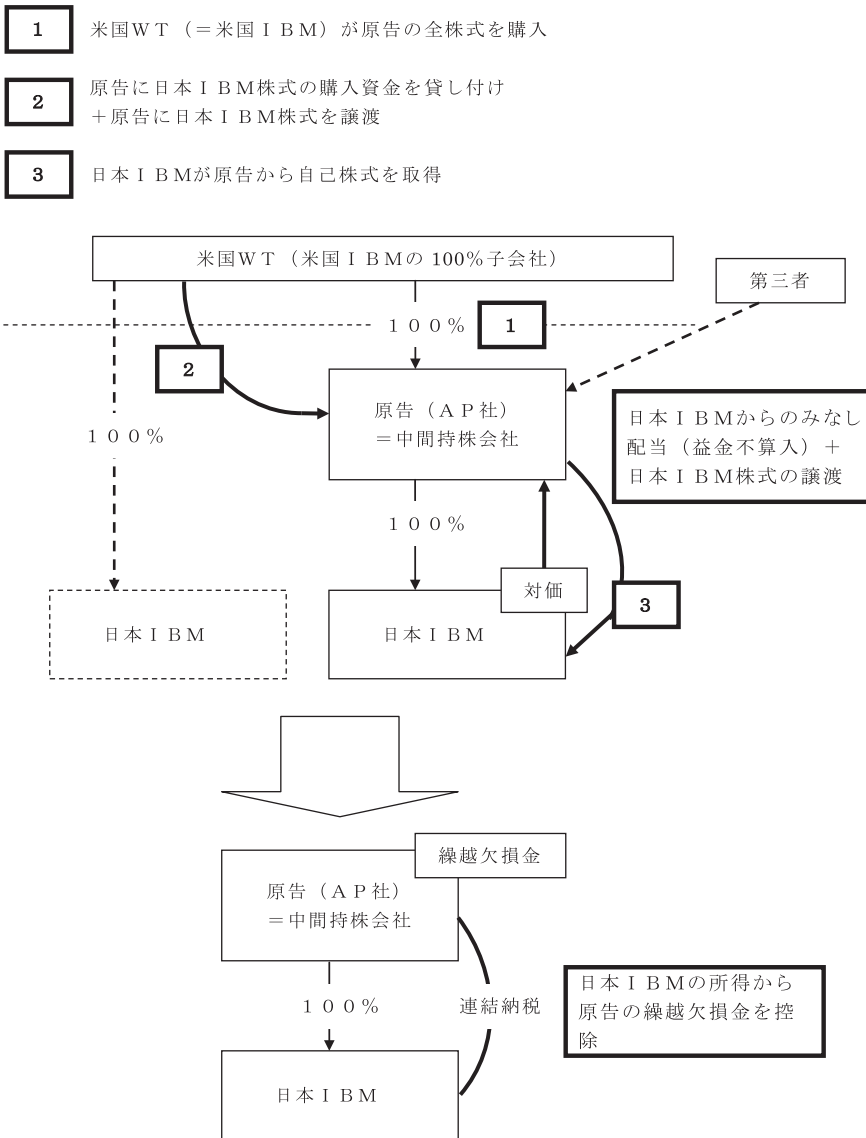 1
米国ＷＴ（＝米国ＩＢＭ）が原告の全株式を購入
2
原告に日本ＩＢＭ株式の購入資金を貸し付け
＋原告に日本ＩＢＭ株式を譲渡
3
日本ＩＢＭが原告から自己株式を取得
米国ＷＴ（米国ＩＢＭの 100％子会社）
第三者
１００％
1
2
原告（ＡＰ社）
＝中間持株会社
日本ＩＢＭからのみなし
配当（益金不算入）＋
日本ＩＢＭ株式の譲渡
１００％
１００％
対価
3
日本ＩＢＭ
日本ＩＢＭ
繰越欠損金
原告（ＡＰ社）
＝中間持株会社
１００％
連結納税
日本ＩＢＭの所得から
原告の繰越欠損金を控
除
日本ＩＢＭ